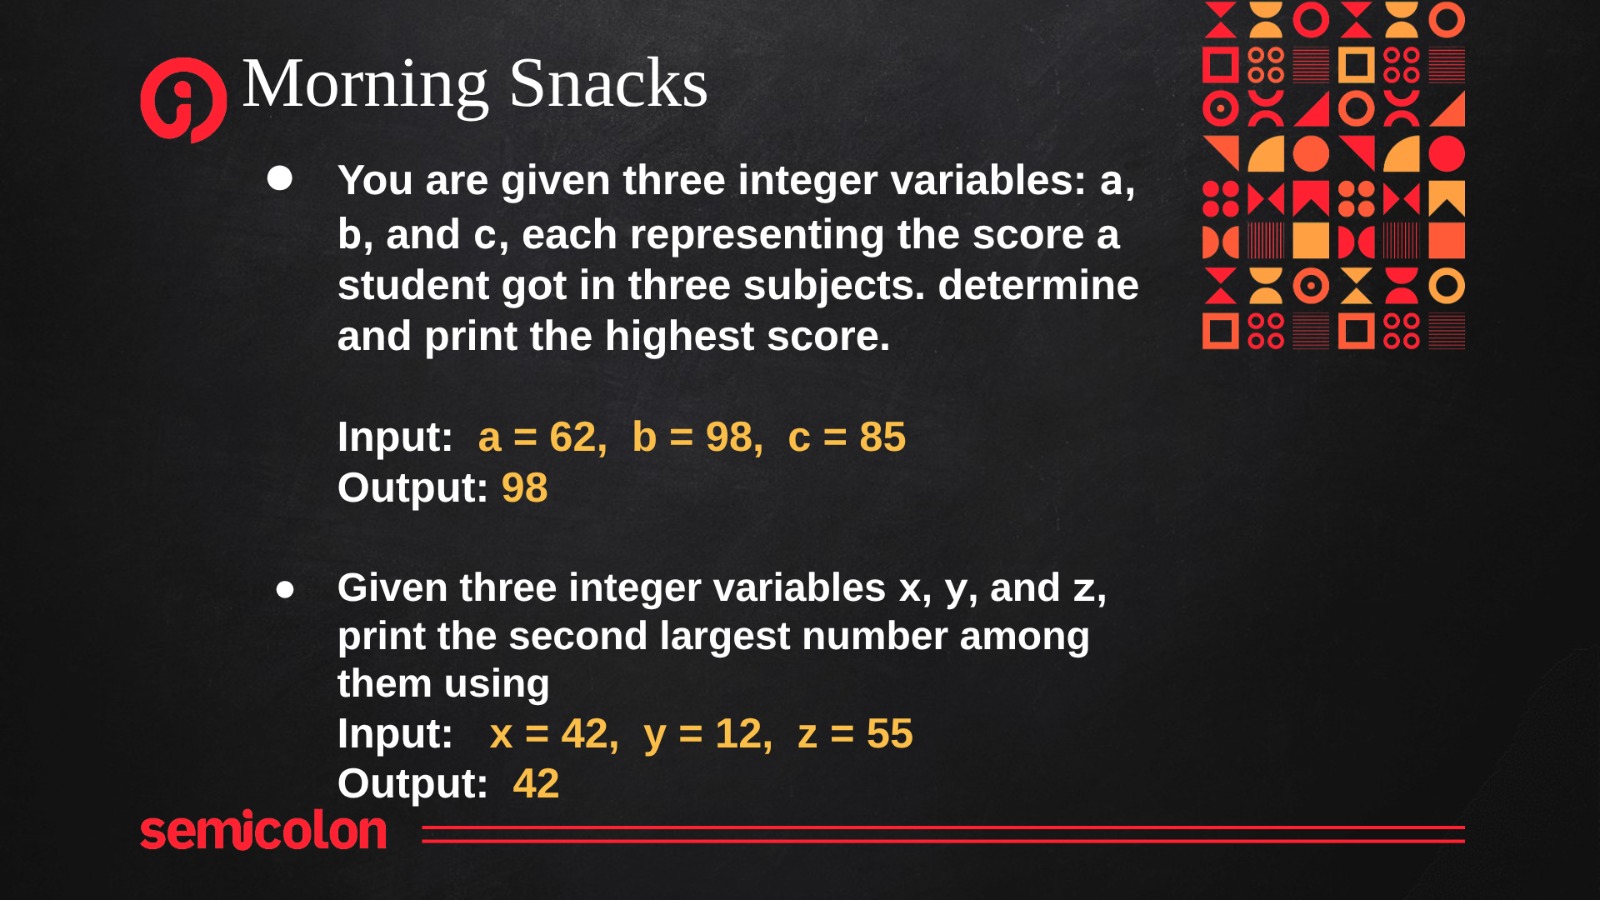 Morning Snacks
● You are given three integer variables: a,
b, and c, each representing the score a
student got in three subjects. determine
and print the highest score.
Input: a = 62, b = 98, c = 85
Output: 98
● Given three integer variables x, y, and z,
print the second largest number among
them using
Input: x = 42, y = 12, z = 55
Output: 42
semicolon